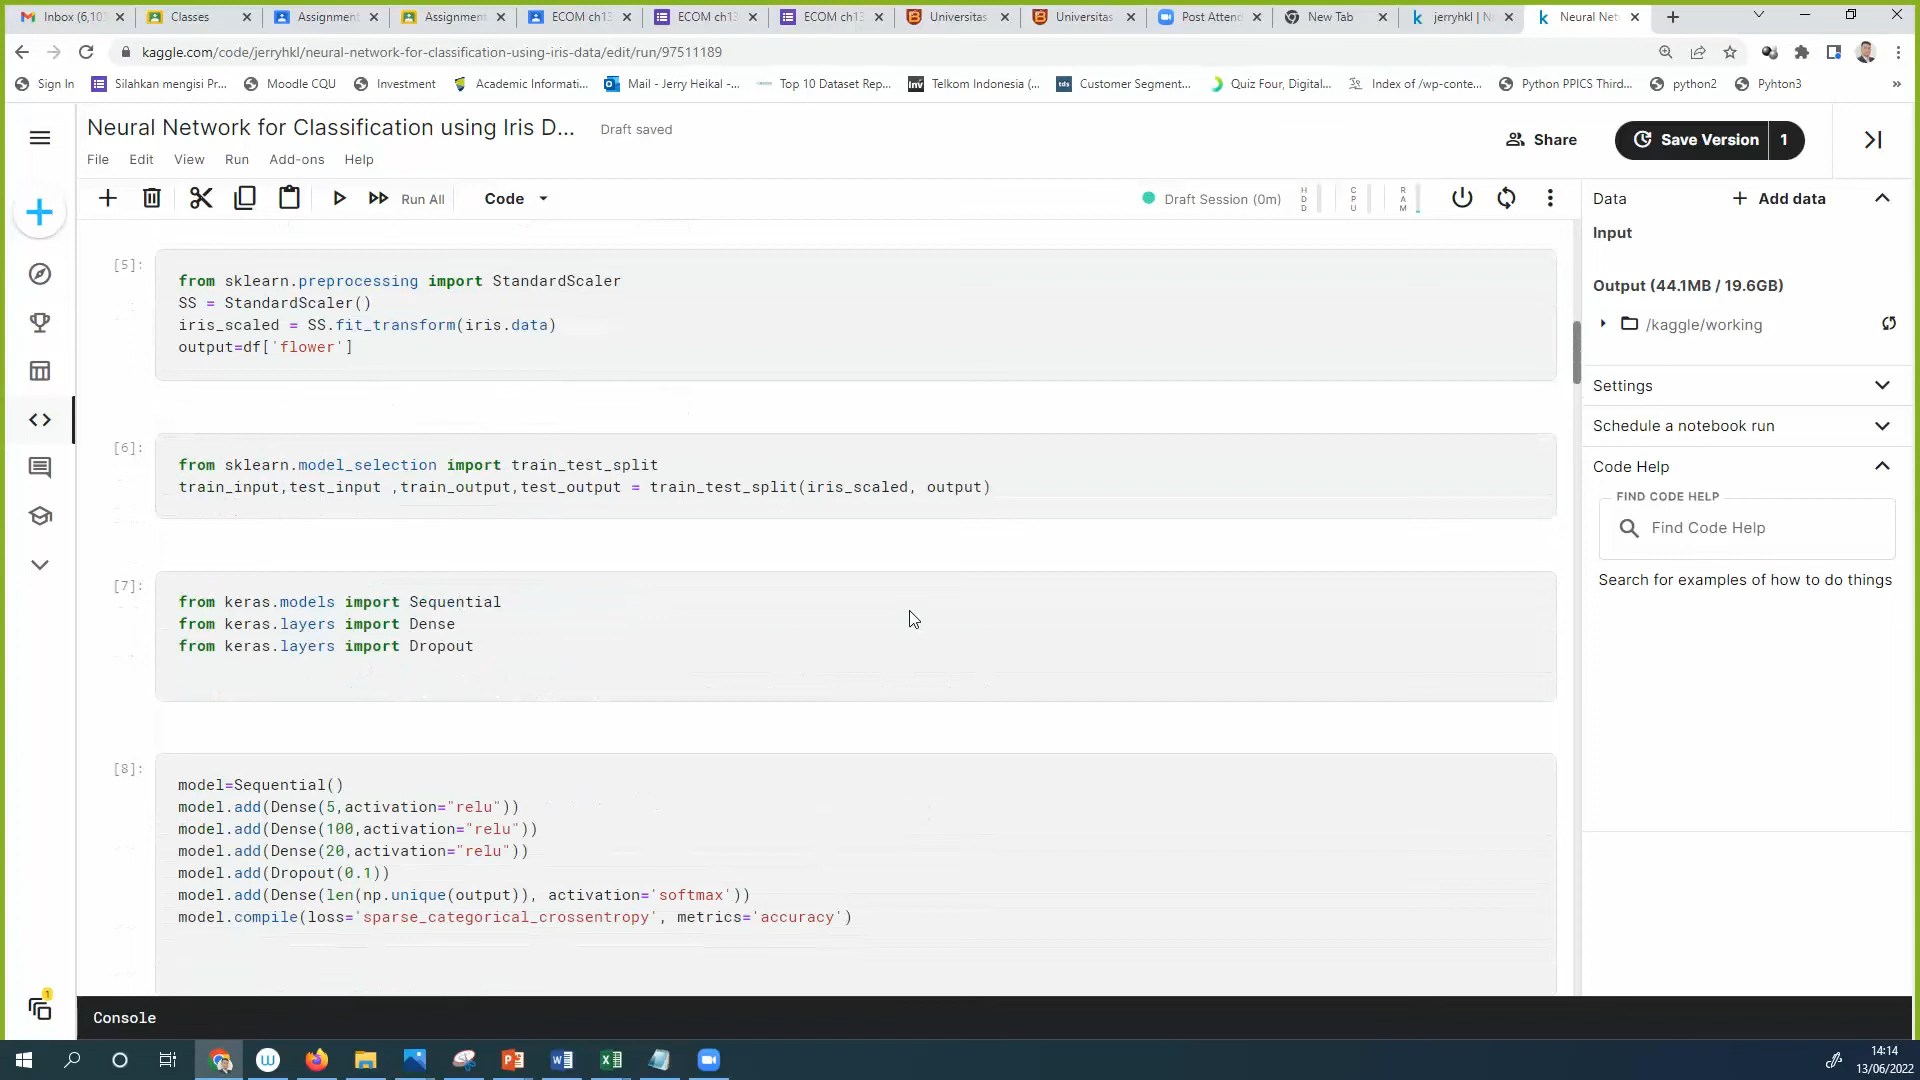 Inbox (6,10
Classes
Assignment
Assignment
ECOM ch13
ECOM ch13
ECOM ch13
Universitas
Universitas
Post Attend
New Tab
jerryhkl | N
Neural Net
kaggle.com/code/jerryhkl/neural-network-for-classification-using-iris-data/edit/run/97511189
Sign In
Silahkan mengisi Pr...
Moodle CQU
Investment
Academic Informati...
Mail - Jerry Heikal -...
Top 10 Dataset Rep...
Telkom Indonesia (...
Customer Segment...
Quiz Four, Digital...
Index of /wp-conte...
Python PPICS Third...
python2
Pyhton3
»
Neural Network for Classification using Iris D...
Draft saved
Share
Save Version
1
File
Edit
View
Run
Add-ons
Help
Run All
Code
Draft Session (0m)
HDD
CPU
RAM
Data
+ Add data
Input
Output (44.1MB / 19.6GB)
/kaggle/working
Settings
Schedule a notebook run
Code Help
FIND CODE HELP
Find Code Help
Search for examples of how to do things
[5]:
from sklearn.preprocessing import StandardScaler
SS = StandardScaler()
iris_scaled = SS.fit_transform(iris.data)
output=df['flower']
[6]:
from sklearn.model_selection import train_test_split
train_input,test_input ,train_output,test_output = train_test_split(iris_scaled, output)
[7]:
from keras.models import Sequential
from keras.layers import Dense
from keras.layers import Dropout
[8]:
model=Sequential()
model.add(Dense(5,activation="relu"))
model.add(Dense(100,activation="relu"))
model.add(Dense(20,activation="relu"))
model.add(Dropout(0.1))
model.add(Dense(len(np.unique(output)), activation='softmax'))
model.compile(loss='sparse_categorical_crossentropy', metrics='accuracy')
1
Console
14:14
13/06/2022